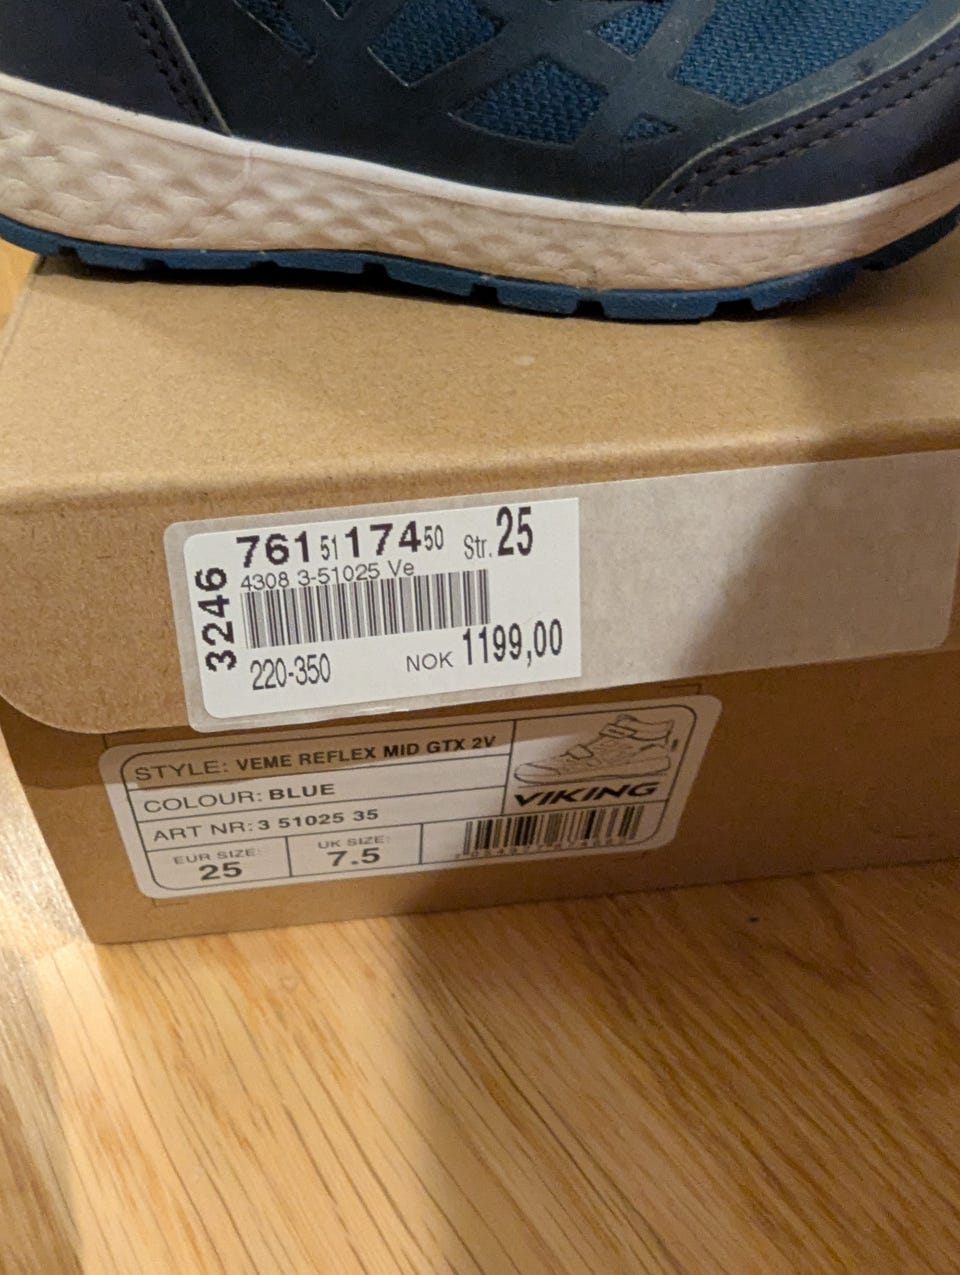 761 51 174 50 Str. 25
4308 3-51025 Ve
3246
220-350 NOK 1199,00
STYLE: VEME REFLEX MID GTX 2V
COLOUR: BLUE
VIKING
ART NR: 3 51025 35
EUR SIZE: UK SIZE:
25 7.5